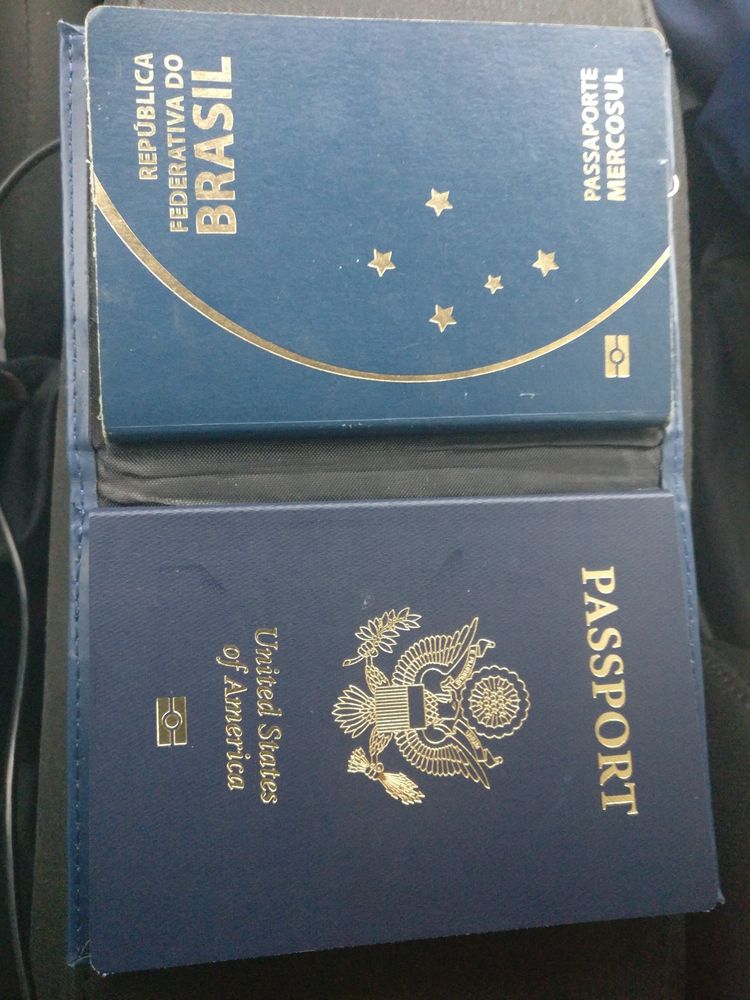 REPÚBLICA
FEDERATIVA DO
BRASIL
PASSAPORTE
MERCOSUL
PASSPORT
United States
of America